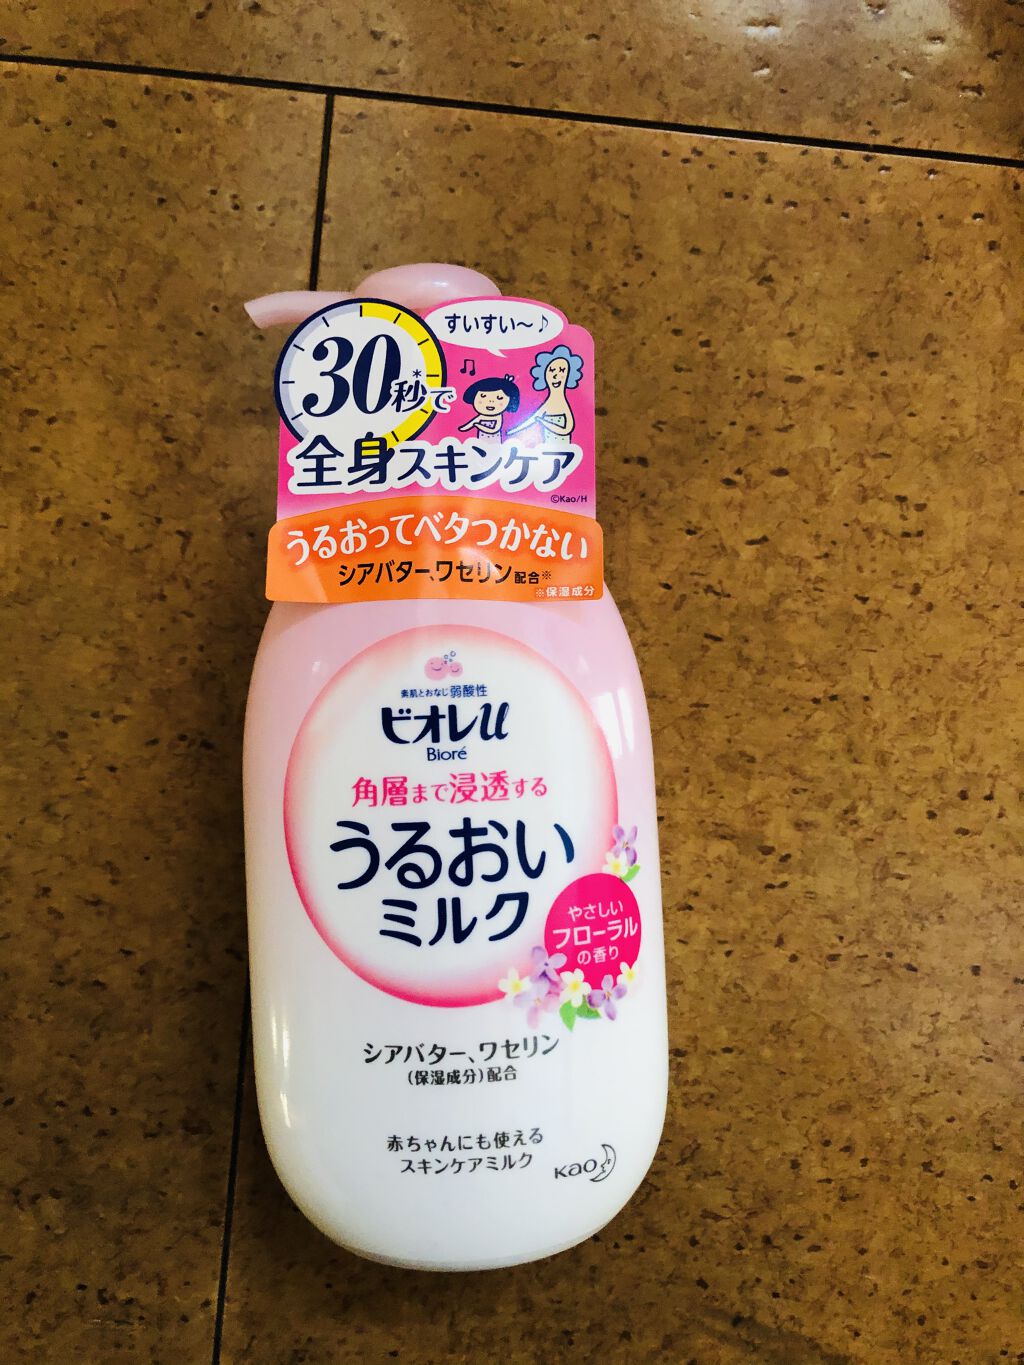 すいすい～♪
30秒*で
全身スキンケア
©Kao/H
うるおってベタつかない
シアバター、ワセリン配合※
※保湿成分
素肌とおなじ弱酸性
ビオレu
Bioré
角層まで浸透する
うるおい
ミルク
やさしい
フローラル
の香り
シアバター、ワセリン
(保湿成分)配合
赤ちゃんにも使える
スキンケアミルク
Kao